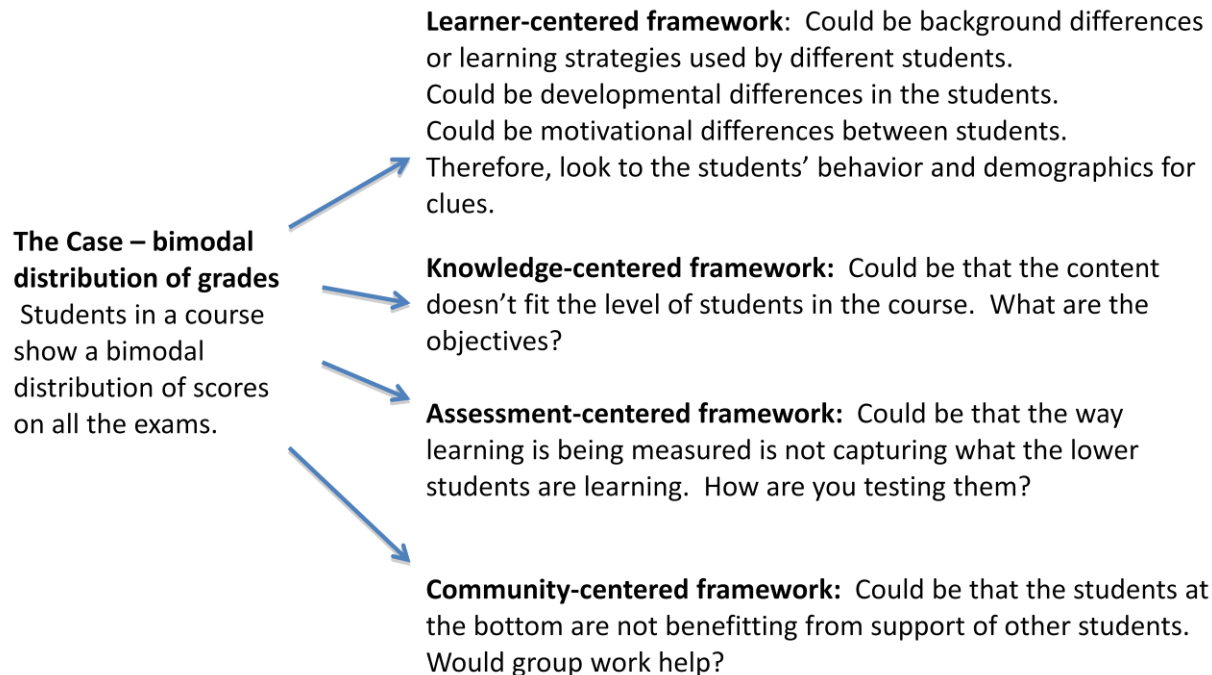 Learner-centered framework:  Could be background differences
or learning strategies used by different students.
Could be developmental differences in the students.
Could be motivational differences between students.
Therefore, look to the students’ behavior and demographics for
clues.
The Case – bimodal
distribution of grades
Students in a course
show a bimodal
distribution of scores
on all the exams.
Knowledge-centered framework:  Could be that the content
doesn’t fit the level of students in the course.  What are the
objectives?
Assessment-centered framework:  Could be that the way
learning is being measured is not capturing what the lower
students are learning.  How are you testing them?
Community-centered framework:  Could be that the students at
the bottom are not benefitting from support of other students.
Would group work help?